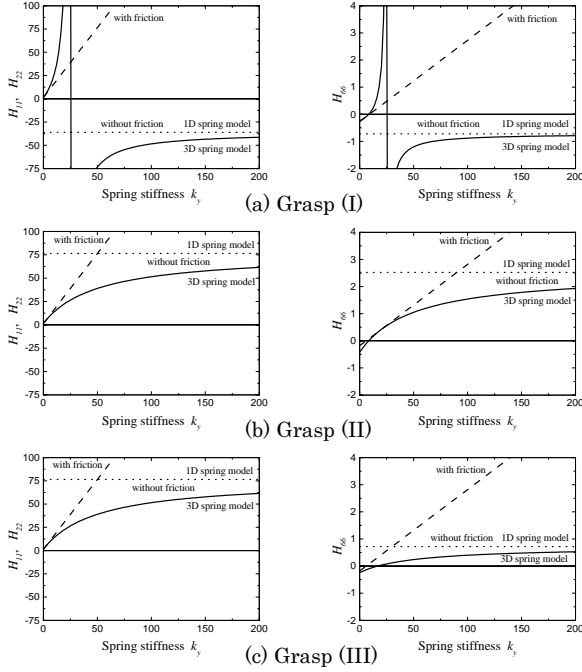 100
75
50
25
0
-25
-50
-75
H11, H22
with friction
without friction
1D spring model
3D spring model
0 50 100 150 200
Spring stiffness ky
4
3
2
1
0
-1
-2
H66
with friction
without friction
1D spring model
3D spring model
0 50 100 150 200
Spring stiffness ky
(a) Grasp (I)
100
75
50
25
0
-25
-50
-75
H11, H22
with friction
1D spring model
without friction
3D spring model
0 50 100 150 200
Spring stiffness ky
4
3
2
1
0
-1
-2
H66
with friction
1D spring model
without friction
3D spring model
0 50 100 150 200
Spring stiffness ky
(b) Grasp (II)
100
75
50
25
0
-25
-50
-75
H11, H22
with friction
1D spring model
without friction
3D spring model
0 50 100 150 200
Spring stiffness ky
4
3
2
1
0
-1
-2
H66
with friction
without friction 1D spring model
3D spring model
0 50 100 150 200
Spring stiffness ky
(c) Grasp (III)